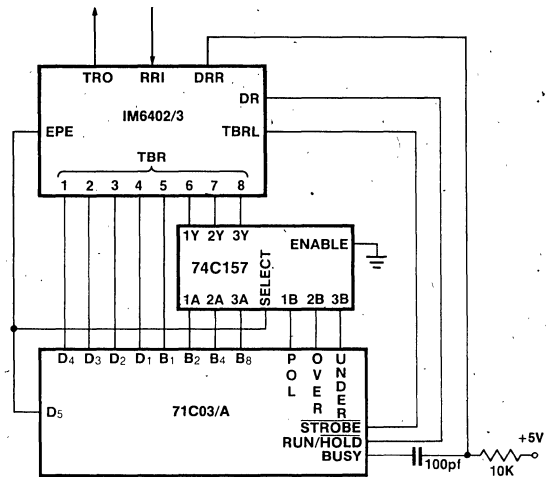 TRO RRI DRR
DR
IM6402/3
EPE TBRL
TBR
1 2 3 4 5 6 7 8
1Y 2Y 3Y
ENABLE
74C157
SELECT
1A 2A 3A 1B 2B 3B
D4 D3 D2 D1 B1 B2 B4 B8
POL
OVER
UNDER
D5
71C03/A
STROBE
RUN/HOLD
BUSY
100pf
+5V
10K